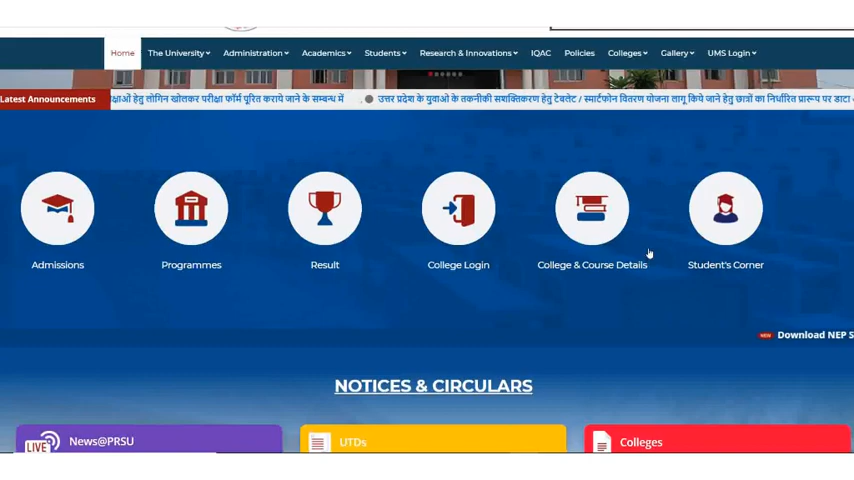 Home The University Administration Academics Students Research & Innovations IQAC Policies Colleges Gallery UMS Login
Latest Announcements क्षाओं हेतु लोगिन खोलकर परीक्षा फॉर्म पूरित कराये जाने के सम्बन्ध में . उत्तर प्रदेश के युवाओ के तकनीकी सशक्तिकरण हेतु टेबलेट / स्मार्टफोन वितरण योजना लागू किये जाने हेतु छात्रों का निर्धारित प्रारूप पर डाटा
Admissions Programmes Result College Login College & Course Details Student's Corner
NEW Download NEP S
NOTICES & CIRCULARS
LIVE News@PRSU UTDs Colleges